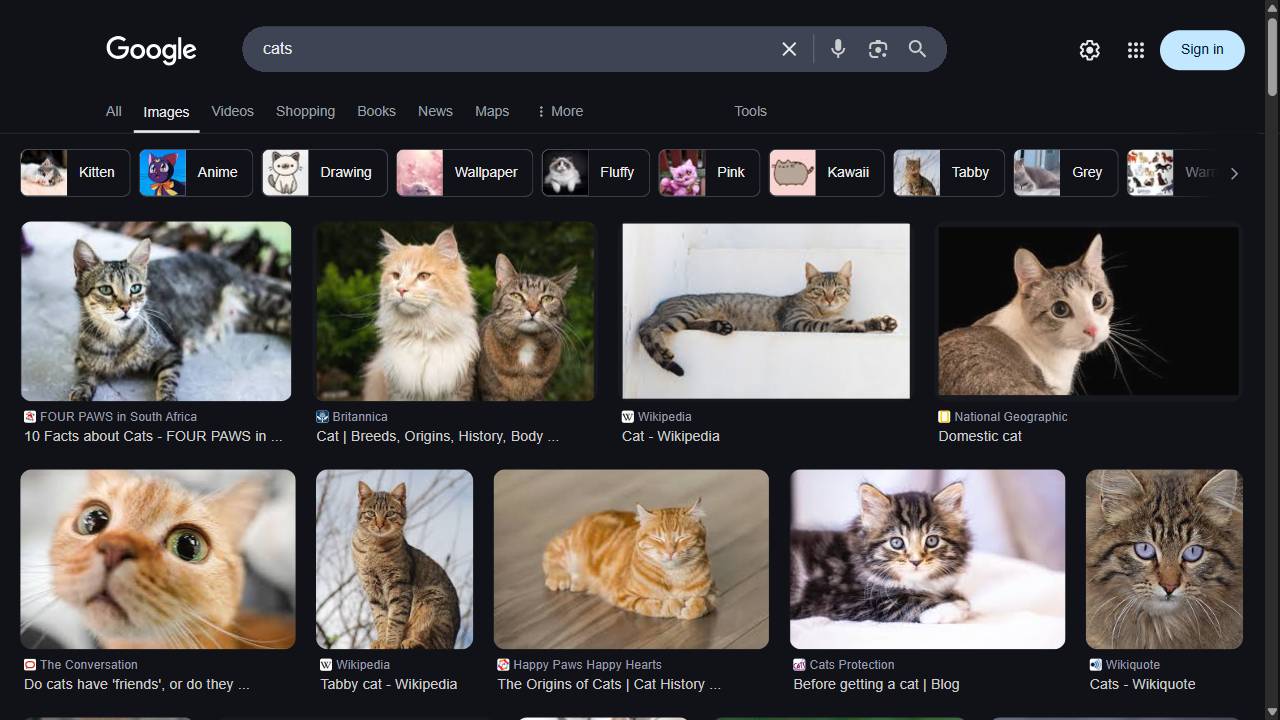 Google
cats
Sign in
All
Images
Videos
Shopping
Books
News
Maps
More
Tools
Kitten
Anime
Drawing
Wallpaper
Fluffy
Pink
Kawaii
Tabby
Grey
FOUR PAWS in South Africa
10 Facts about Cats - FOUR PAWS in ...
Britannica
Cat | Breeds, Origins, History, Body ...
W Wikipedia
Cat - Wikipedia
National Geographic
Domestic cat
The Conversation
Do cats have 'friends', or do they ...
W Wikipedia
Tabby cat - Wikipedia
Happy Paws Happy Hearts
The Origins of Cats | Cat History ...
Cats Protection
Before getting a cat | Blog
Wikiquote
Cats - Wikiquote